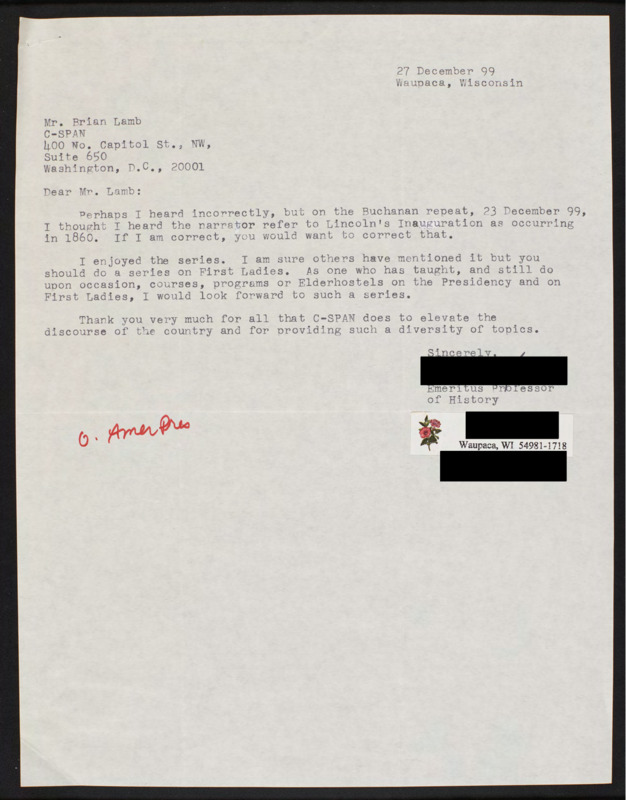 27 December 99
Waupaca, Wisconsin
Mr. Brian Lamb
C-SPAN
400 No. Capitol St., NW,
Suite 650
Washington, D.C., 20001
Dear Mr. Lamb:
Perhaps I heard incorrectly, but on the Buchanan repeat, 23 December 99,
I thought I heard the narrator refer to Lincoln's Inauguration as occurring
in 1860. If I am correct, you would want to correct that.
I enjoyed the series. I am sure others have mentioned it but you
should do a series on First Ladies. As one who has taught, and still do
upon occasion, courses, programs or Elderhostels on the Presidency and on
First Ladies, I would look forward to such a series.
Thank you very much for all that C-SPAN does to elevate the
discourse of the country and for providing such a diversity of topics.
Sincerely,
Emeritus Professor
of History
O. Amer Pres
Waupaca, WI 54981-1718